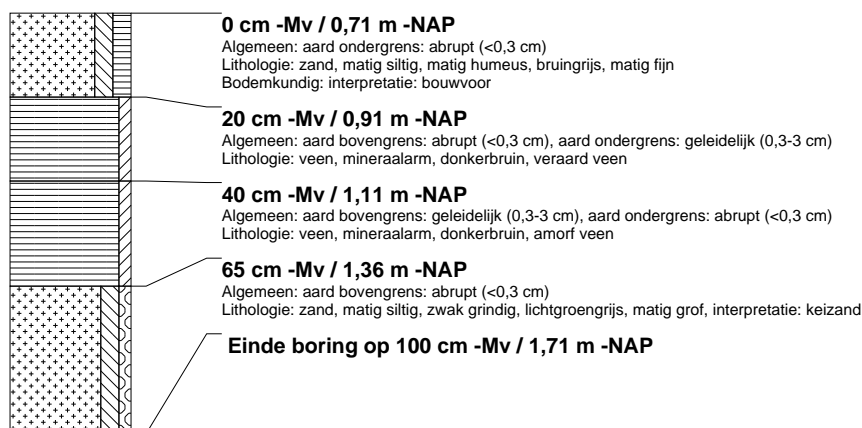 0 cm -Mv / 0,71 m -NAP
Algemeen: aard ondergrens: abrupt (<0,3 cm)
Lithologie: zand, matig siltig, matig humeus, bruingrijs, matig fijn
Bodemkundig: interpretatie: bouwvoor
20 cm -Mv / 0,91 m -NAP
Algemeen: aard bovengrens: abrupt (<0,3 cm), aard ondergrens: geleidelijk (0,3-3 cm)
Lithologie: veen, mineraalarm, donkerbruin, veraard veen
40 cm -Mv / 1,11 m -NAP
Algemeen: aard bovengrens: geleidelijk (0,3-3 cm), aard ondergrens: abrupt (<0,3 cm)
Lithologie: veen, mineraalarm, donkerbruin, amorf veen
65 cm -Mv / 1,36 m -NAP
Algemeen: aard bovengrens: abrupt (<0,3 cm)
Lithologie: zand, matig siltig, zwak grindig, lichtgroengrijs, matig grof, interpretatie: keizand
Einde boring op 100 cm -Mv / 1,71 m -NAP